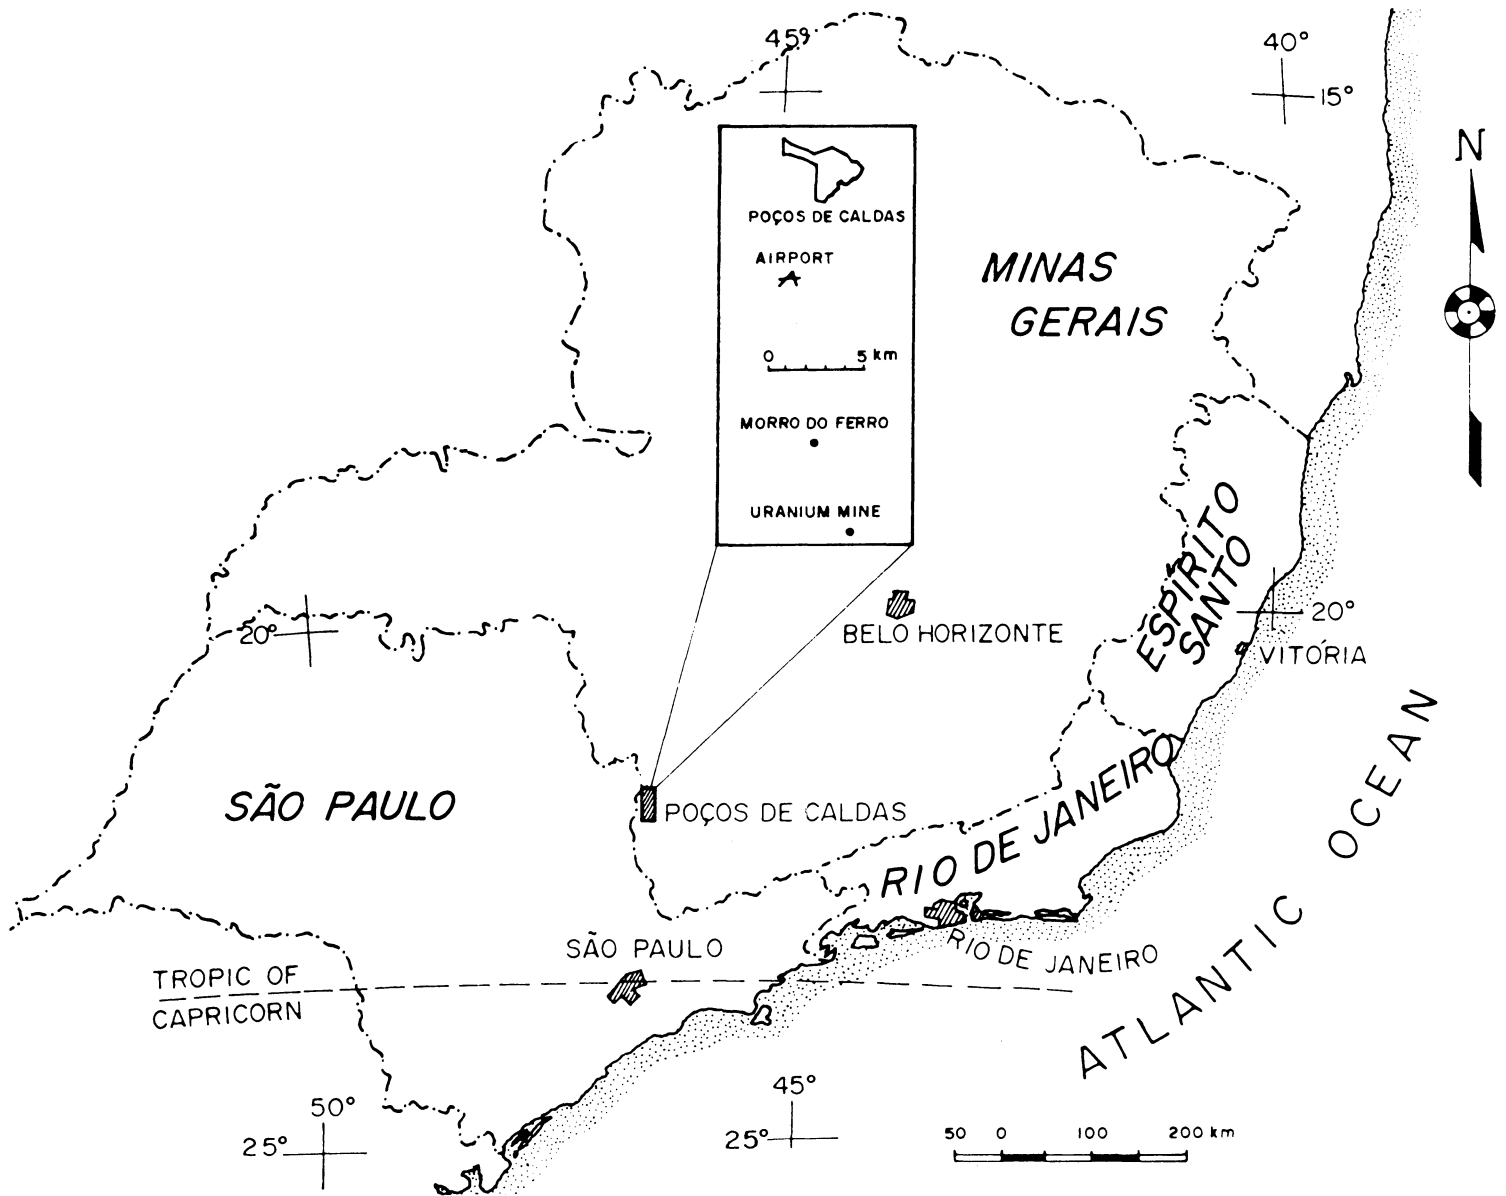 45°
40°
15°
N
POÇOS DE CALDAS
AIRPORT
MINAS
GERAIS
0 5 km
MORRO DO FERRO
URANIUM MINE
ESPÍRITO
SANTO
20°
20°
BELO HORIZONTE
VITÓRIA
SÃO PAULO
POÇOS DE CALDAS
RIO DE JANEIRO
ATLANTIC OCEAN
SÃO PAULO
RIO DE JANEIRO
TROPIC OF
CAPRICORN
50°
25°
45°
25°
50 0 100 200 km